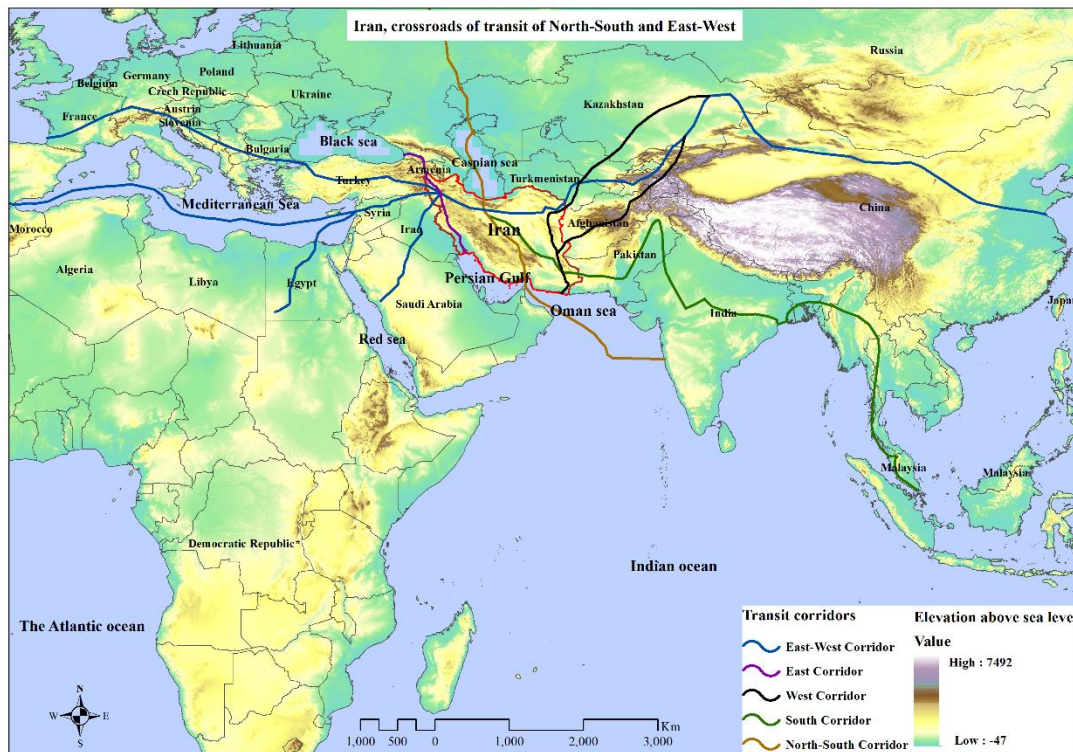 Iran, crossroads of transit of North-South and East-West
Lithuania
Russia
Belgium
Germany
Poland
Czech Republic
Ukraine
Kazakhstan
France
Austria
Slovenia
Black sea
Bulgaria
Caspian sea
Armenia
Turkmenistan
Turkey
Mediterranean Sea
Syria
China
Morocco
Iraq
Iran
Afghanistan
Pakistan
Algeria
Libya
Egypt
Persian Gulf
Japan
Saudi Arabia
Oman sea
India
Red sea
Malaysia
Malaysia
Democratic Republic*
Indian ocean
The Atlantic ocean
Transit corridors
East-West Corridor
East Corridor
West Corridor
South Corridor
North-South Corridor
Elevation above sea level
Value
High : 7492
Low : -47
N
W
E
S
Km
1,000
500
0
1,000
2,000
3,000